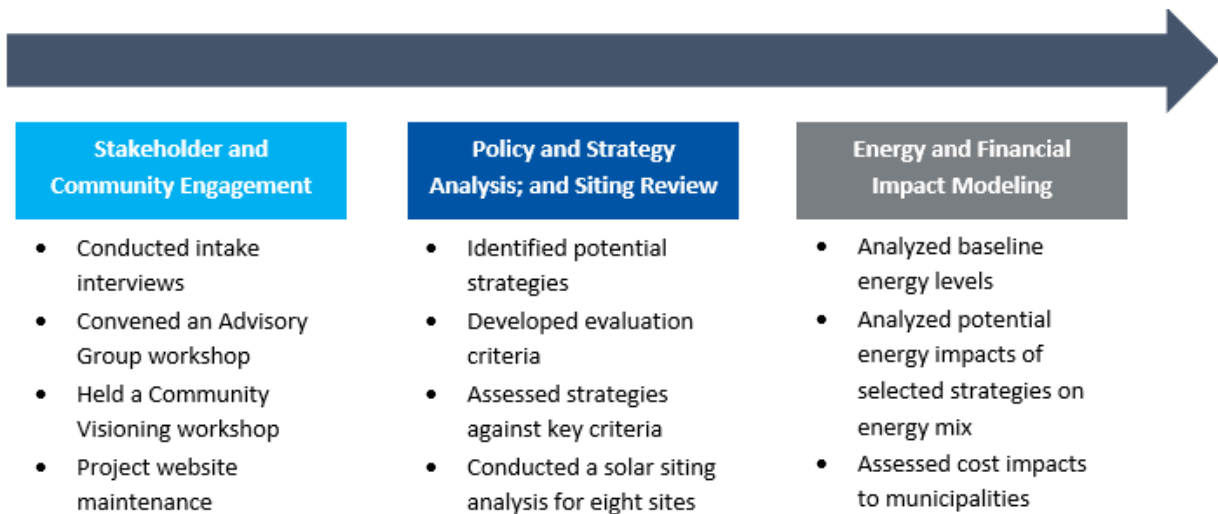 Stakeholder and
Community Engagement
• Conducted intake
interviews
• Convened an Advisory
Group workshop
• Held a Community
Visioning workshop
• Project website
maintenance
Policy and Strategy
Analysis; and Siting Review
• Identified potential
strategies
• Developed evaluation
criteria
• Assessed strategies
against key criteria
• Conducted a solar siting
analysis for eight sites
Energy and Financial
Impact Modeling
• Analyzed baseline
energy levels
• Analyzed potential
energy impacts of
selected strategies on
energy mix
• Assessed cost impacts
to municipalities